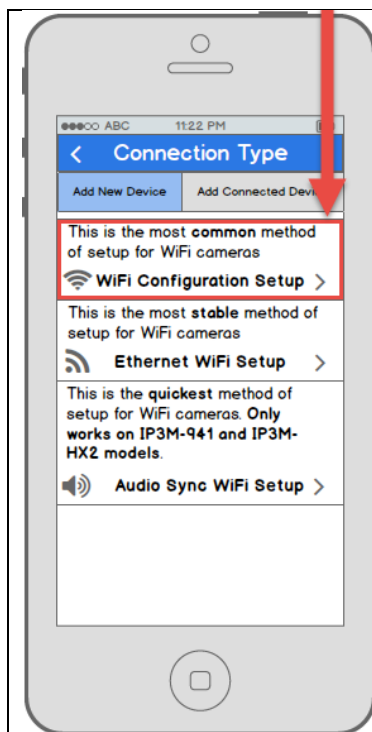 ABC 11:22 PM
Connection Type
Add New Device Add Connected
This is the most common method
of setup for WiFi cameras
WiFi Configuration Setup
This is the most stable method of
setup for WiFi cameras
Ethernet WiFi Setup
This is the quickest method of
setup for WiFi cameras. Only
works on IP3M-941 and IP3M-
HX2 models.
Audio Sync WiFi Setup